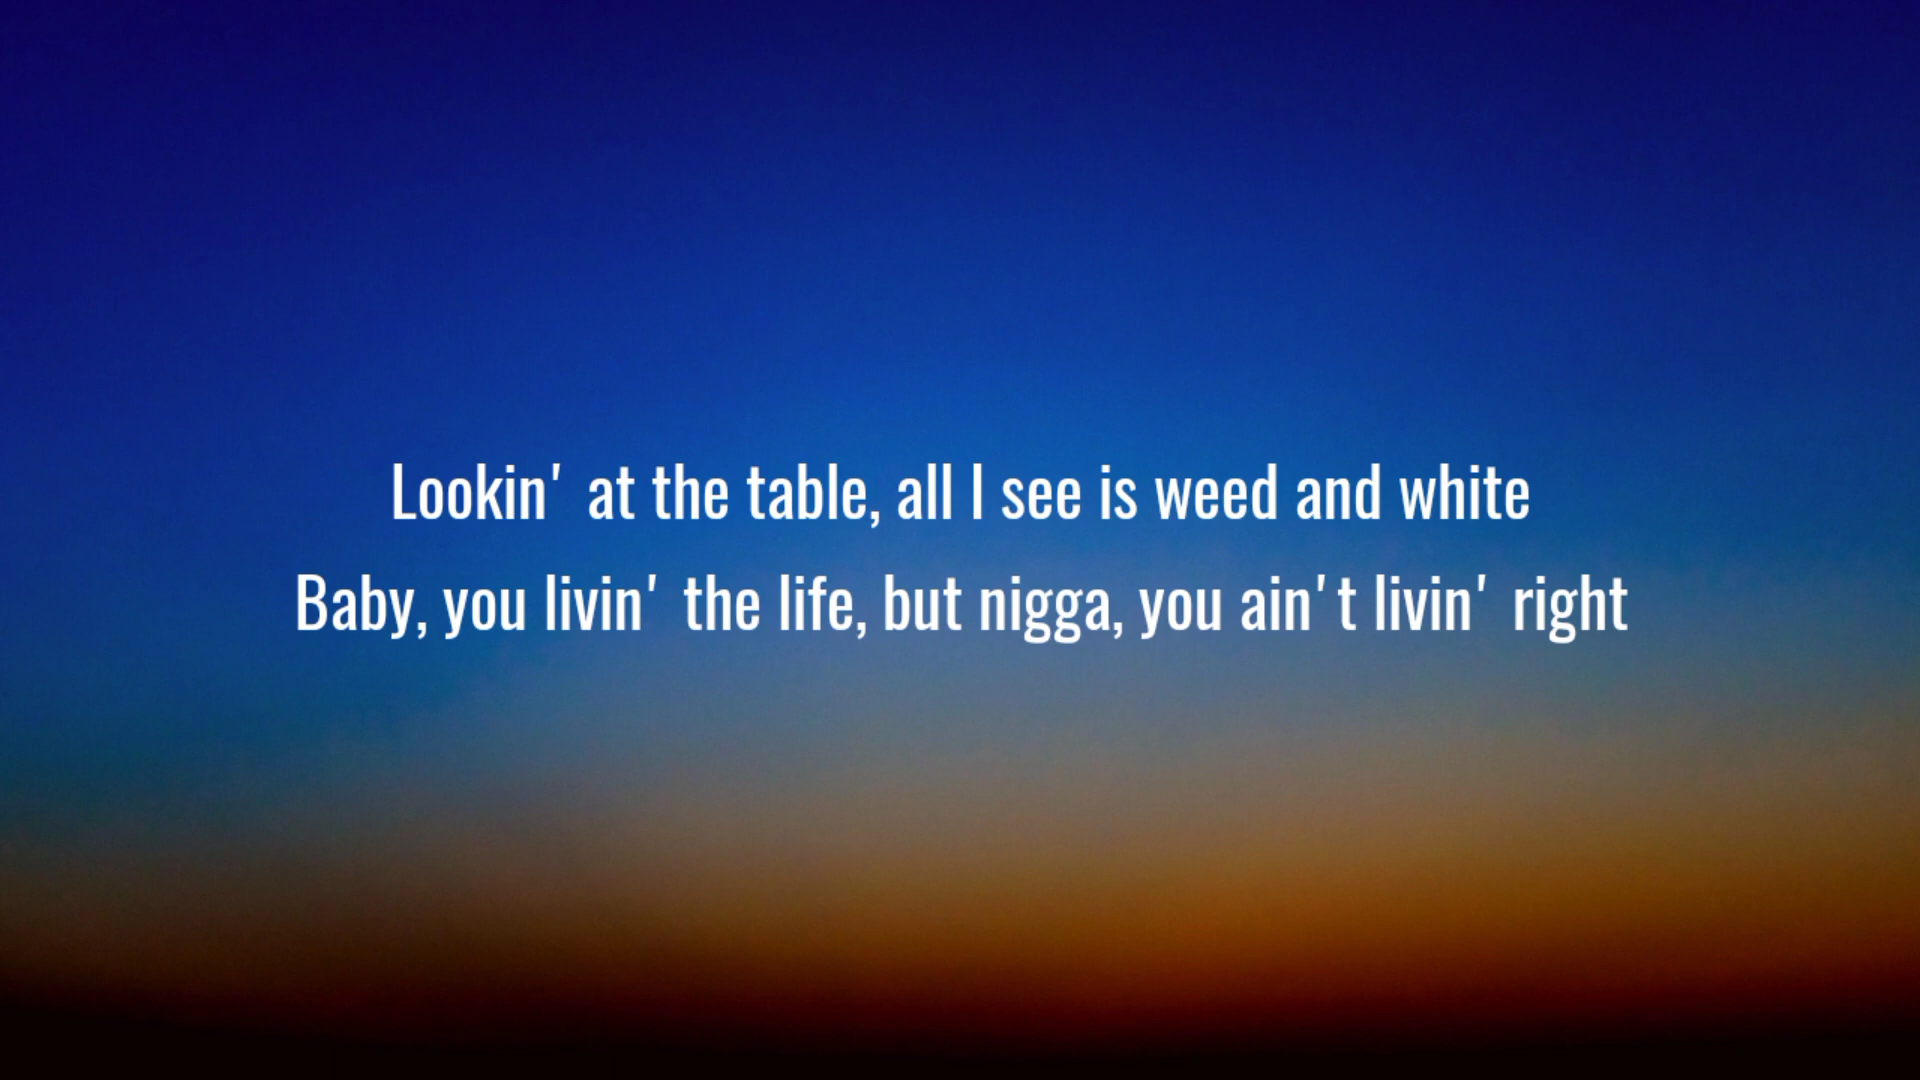 Lookin' at the table, all I see is weed and white
Baby, you livin' the life, but nigga, you ain't livin' right